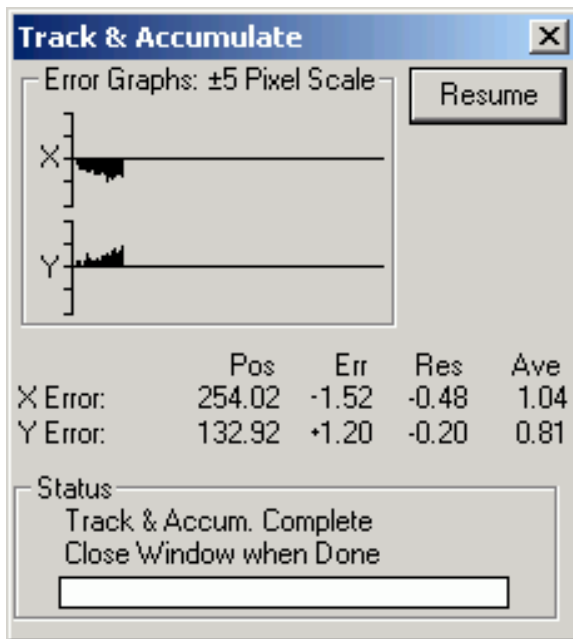 Track & Accumulate
Error Graphs: ±5 Pixel Scale
Resume
X
Y
Pos Err Res Ave
X Error: 254.02 -1.52 -0.48 1.04
Y Error: 132.92 +1.20 -0.20 0.81
Status
Track & Accum. Complete
Close Window when Done